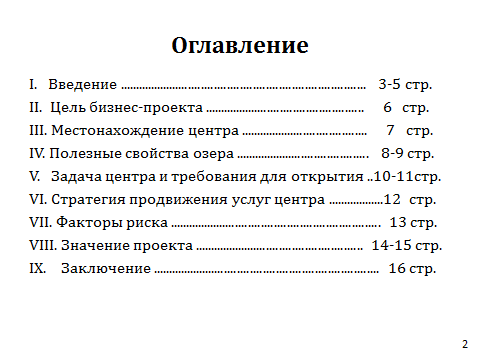 Оглавление
I. Введение ........................................................................ 3-5 стр.
II. Цель бизнес-проекта .............................................. 6 стр.
III. Местонахождение центра ..................................... 7 стр.
IV. Полезные свойства озера ....................................... 8-9 стр.
V. Задача центра и требования для открытия ..10-11стр.
VI. Стратегия продвижения услуг центра ..................12 стр.
VII. Факторы риска ............................................................. 13 стр.
VIII. Значение проекта ................................................ 14-15 стр.
IX. Заключение .................................................................. 16 стр.
2